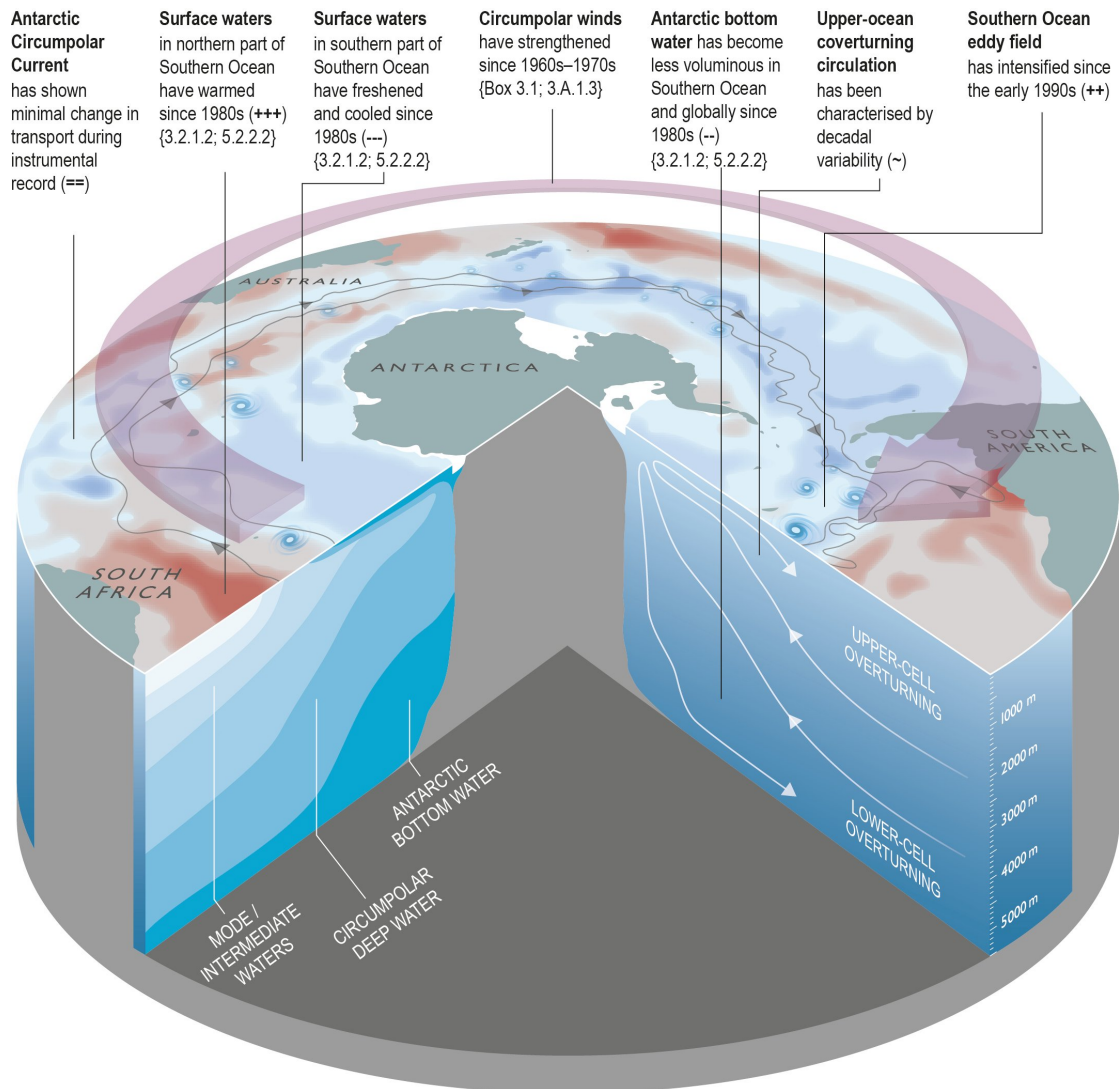 Antarctic
Circumpolar
Current
has shown
minimal change in
transport during
instrumental
record (==)
Surface waters
in northern part of
Southern Ocean
have warmed
since 1980s (+++)
{3.2.1.2; 5.2.2.2}
Surface waters
in southern part of
Southern Ocean
have freshened
and cooled since
1980s (---)
{3.2.1.2; 5.2.2.2}
Circumpolar winds
have strengthened
since 1960s–1970s
{Box 3.1; 3.A.1.3}
Antarctic bottom
water has become
less voluminous in
Southern Ocean
and globally since
1980s (--)
{3.2.1.2; 5.2.2.2}
Upper-ocean
coverturning
circulation
has been
characterised by
decadal
variability (~)
Southern Ocean
eddy field
has intensified since
the early 1990s (++)
AUSTRALIA
ANTARCTICA
SOUTH
AMERICA
SOUTH
AFRICA
UPPER-CELL
OVERTURNING
LOWER-CELL
OVERTURNING
1000 m
2000 m
3000 m
4000 m
5000 m
ANTARCTIC
BOTTOM WATER
CIRCUMPOLAR
DEEP WATER
MODE /
INTERMEDIATE
WATERS